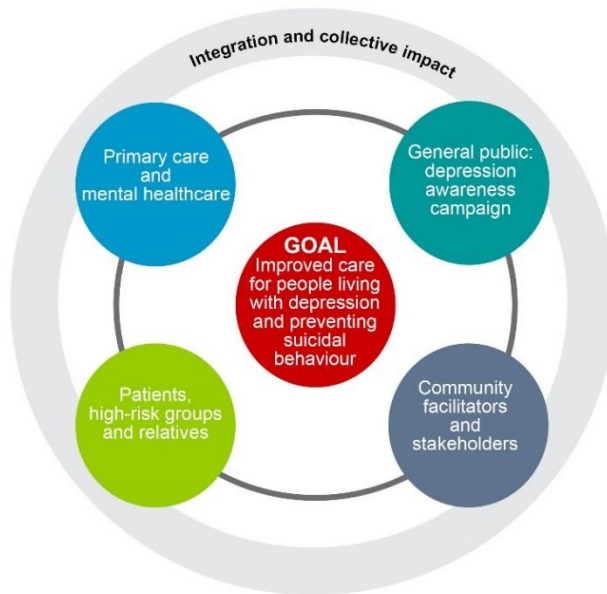 Integration and collective impact
Primary care
and
mental healthcare
General public:
depression
awareness
campaign
GOAL
Improved care
for people living
with depression
and preventing
suicidal
behaviour
Patients,
high-risk groups
and relatives
Community
facilitators
and
stakeholders